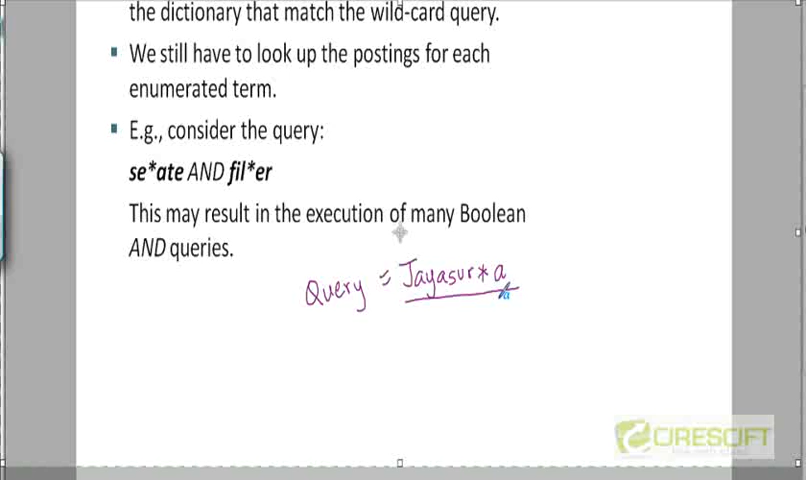 the dictionary that match the wild-card query.
▪ We still have to look up the postings for each
enumerated term.
▪ E.g., consider the query:
se*ate AND fil*er
This may result in the execution of many Boolean
AND queries.
Query = Jayasur*a